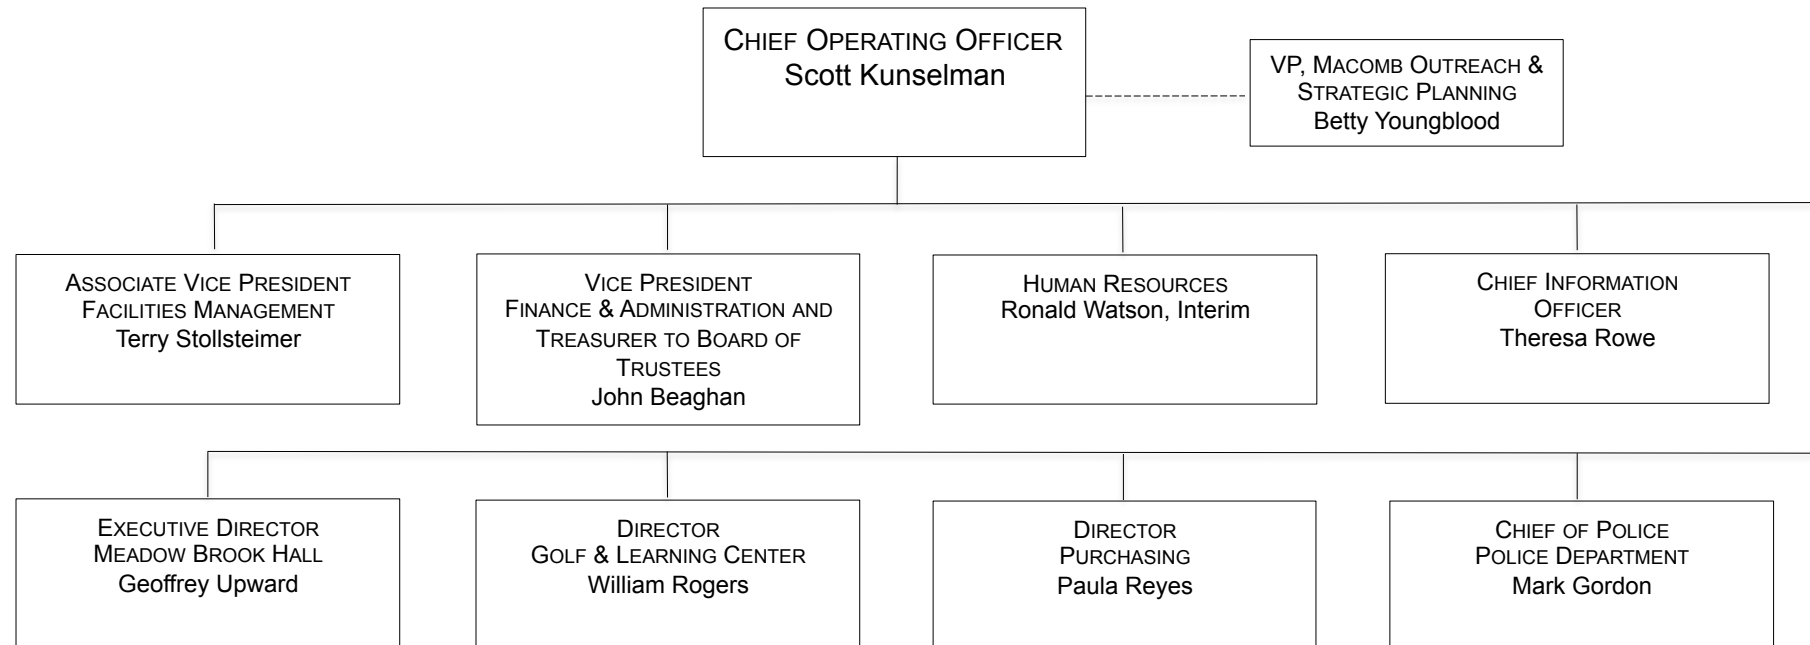 CHIEF OPERATING OFFICER
Scott Kunselman
VP, MACOMB OUTREACH &
STRATEGIC PLANNING
Betty Youngblood
ASSOCIATE VICE PRESIDENT
FACILITIES MANAGEMENT
Terry Stollsteimer
VICE PRESIDENT
FINANCE & ADMINISTRATION AND
TREASURER TO BOARD OF
TRUSTEES
John Beaghan
HUMAN RESOURCES
Ronald Watson, Interim
CHIEF INFORMATION
OFFICER
Theresa Rowe
EXECUTIVE DIRECTOR
MEADOW BROOK HALL
Geoffrey Upward
DIRECTOR
GOLF & LEARNING CENTER
William Rogers
DIRECTOR
PURCHASING
Paula Reyes
CHIEF OF POLICE
POLICE DEPARTMENT
Mark Gordon